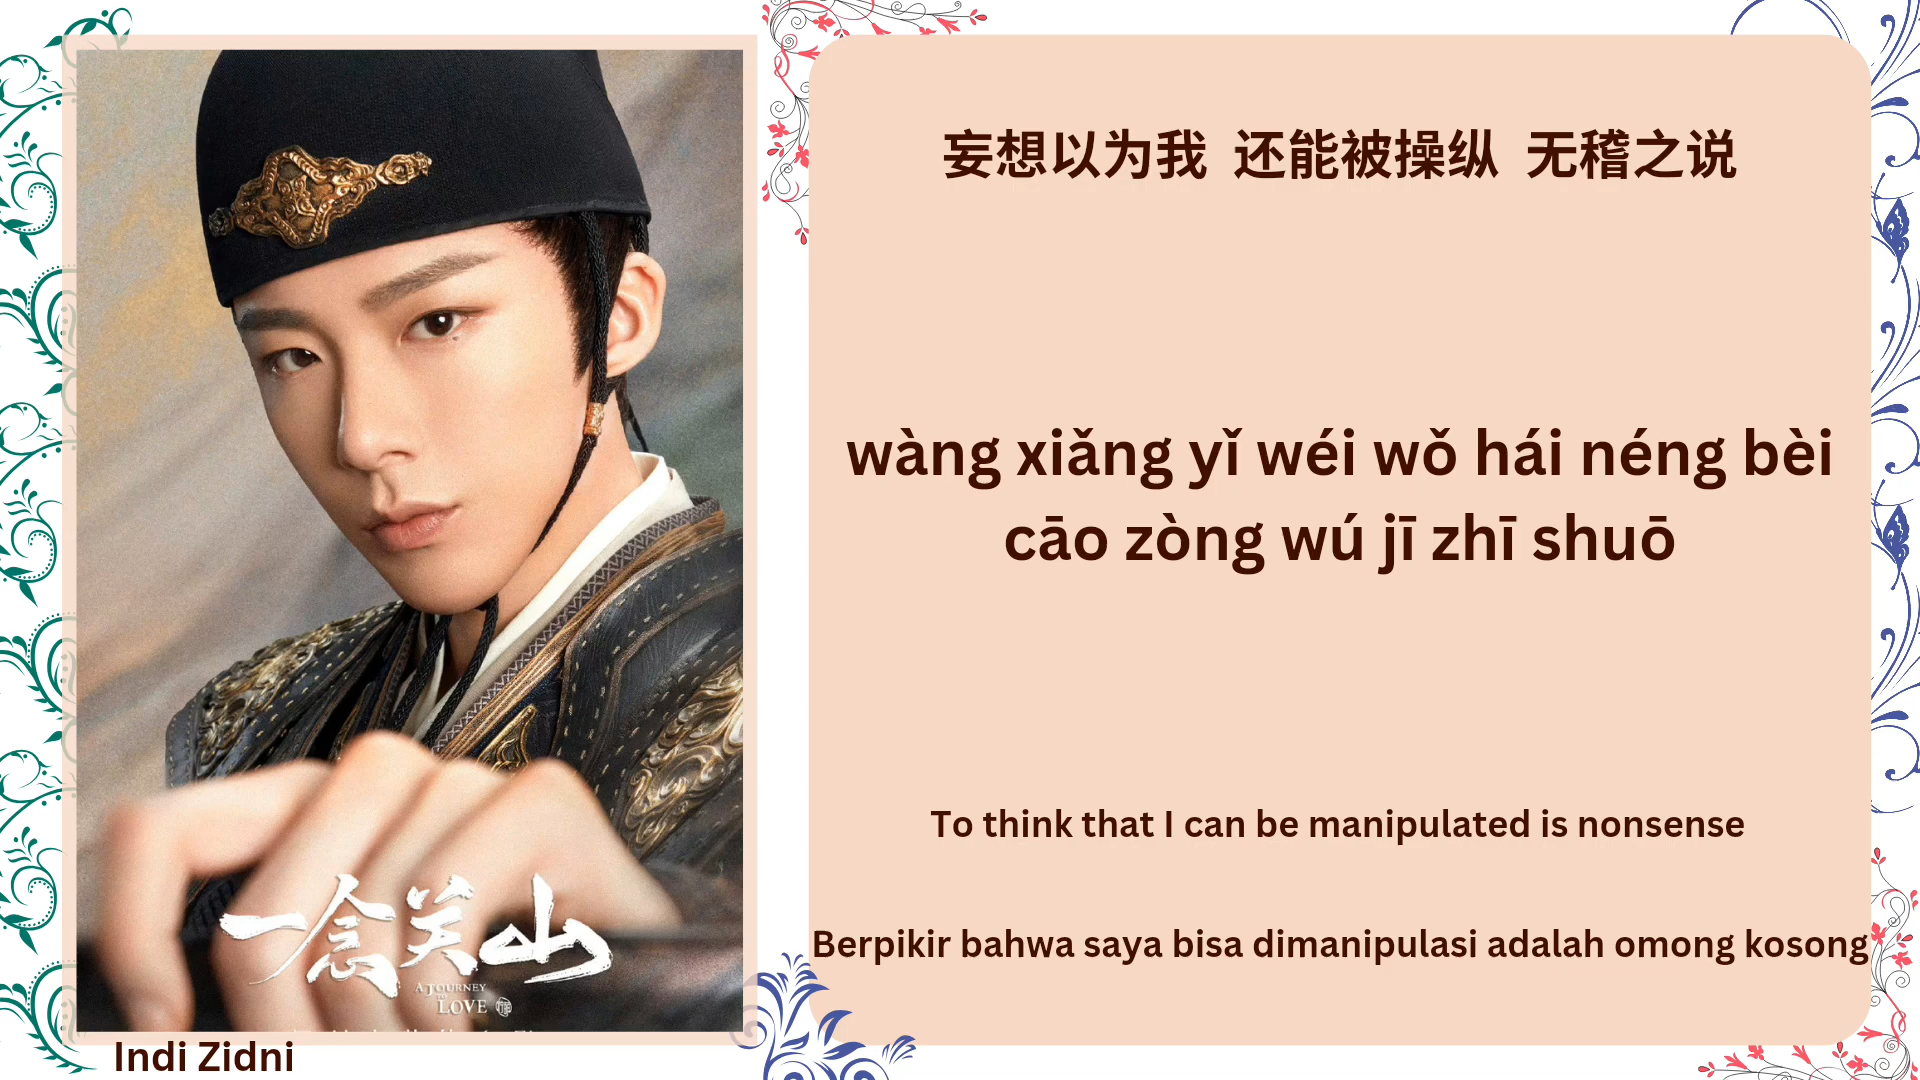 妄想以为我 还能被操纵 无稽之说
wàng xiǎng yǐ wéi wǒ hái néng bèi
cāo zòng wú jī zhī shuō
To think that I can be manipulated is nonsense
Berpikir bahwa saya bisa dimanipulasi adalah omong kosong
一念关山
A JOURNEY
TO
LOVE
Indi Zidni